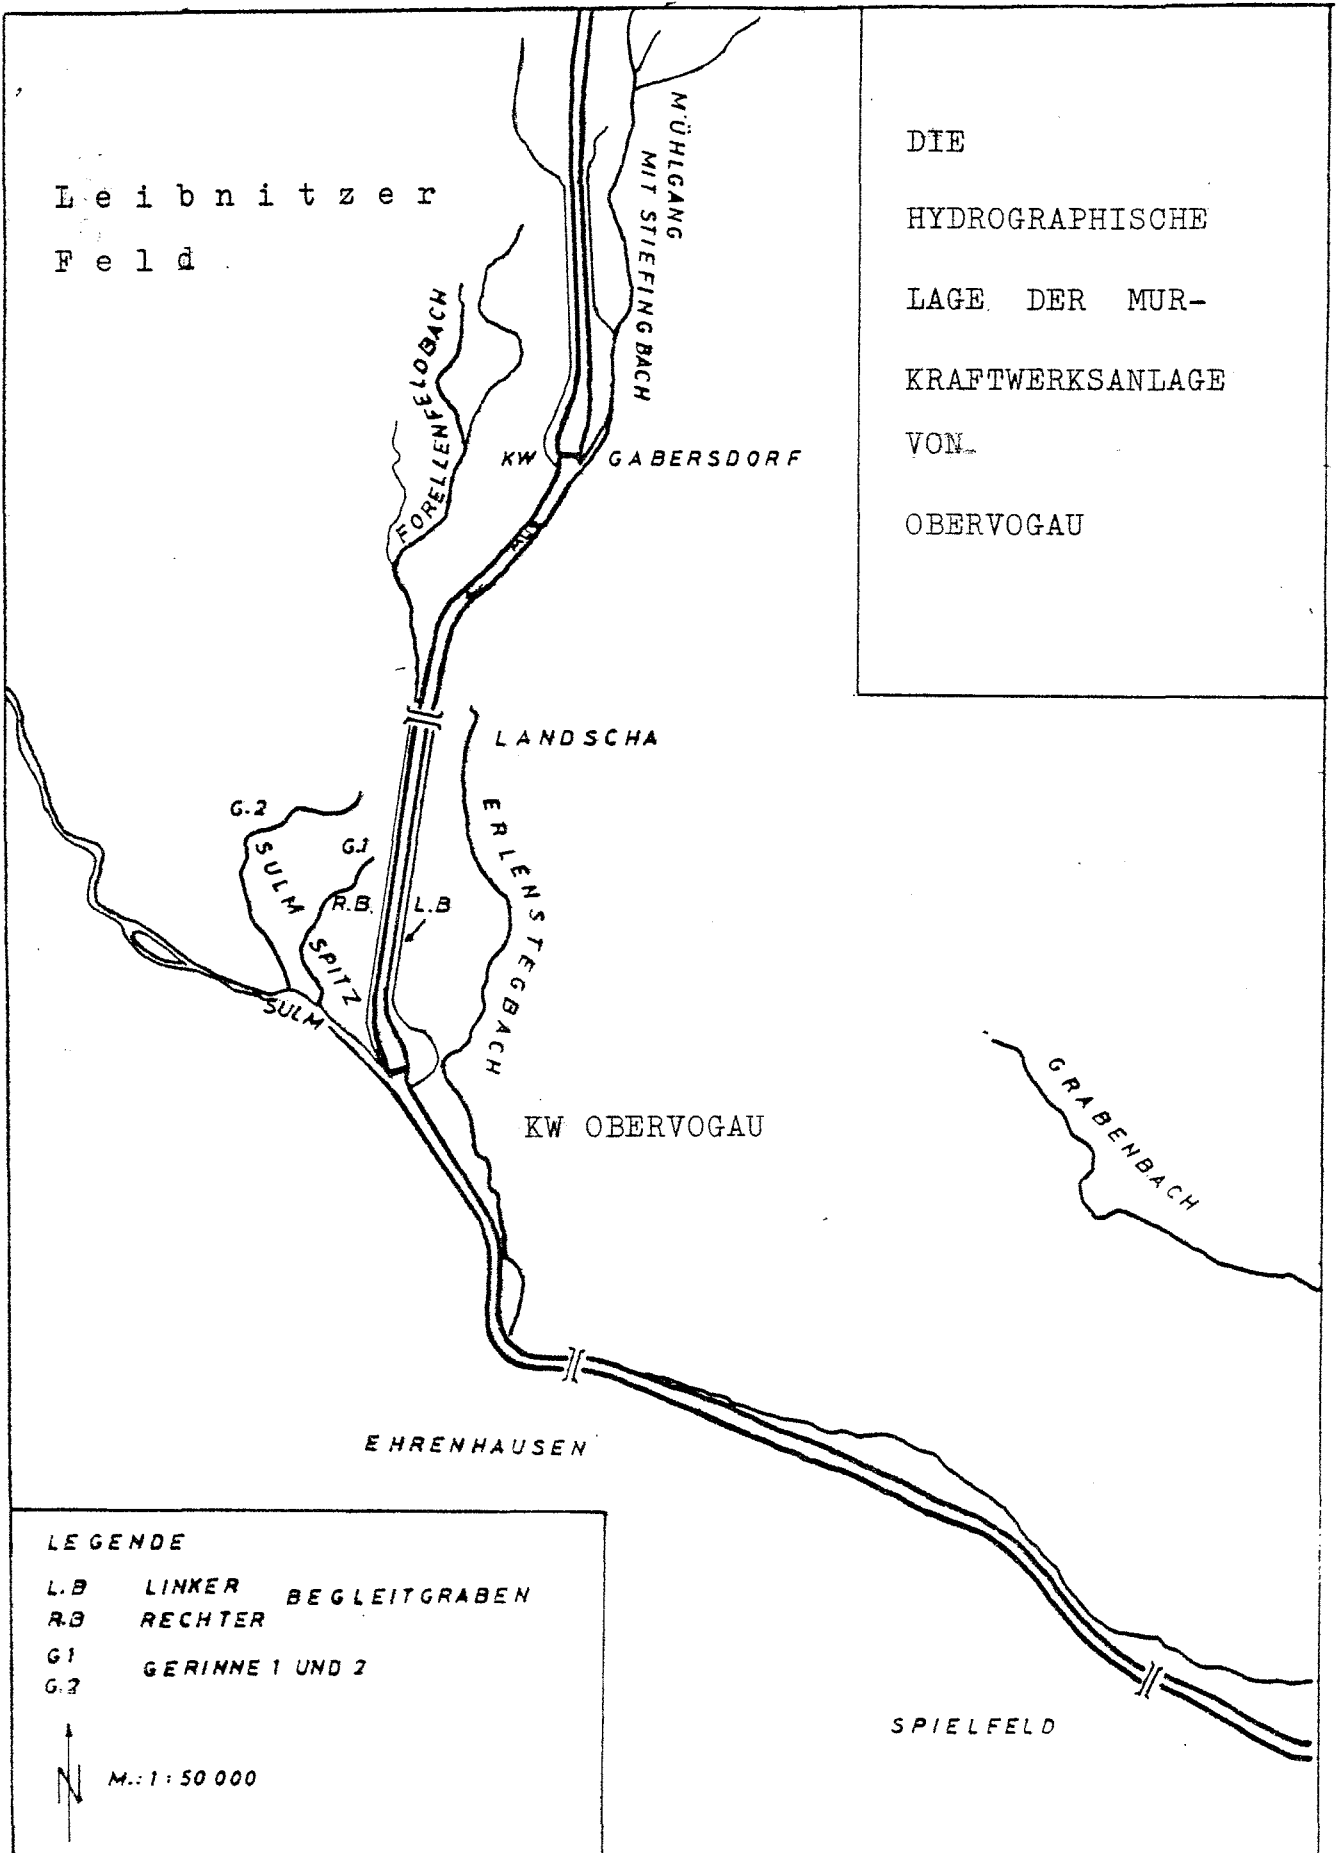 DIE
HYDROGRAPHISCHE
LAGE DER MUR-
KRAFTWERKSANLAGE
VON
OBERVOGAU
Leibnitzer
Feld
MÜHLGANG
MIT STIEFINGBACH
FORELLENFELDBACH
KW GABERSDORF
MUR
LANDSCHA
G.2
G.1
SULM
SPITZ
R.B.
L.B
ERLENSTEGBACH
SULM
KW OBERVOGAU
GRABENBACH
EHRENHAUSEN
SPIELFELD
LEGENDE
L.B LINKER BEGLEITGRABEN
R.B RECHTER
G1 GERINNE 1 UND 2
G.2
N M.: 1 : 50 000